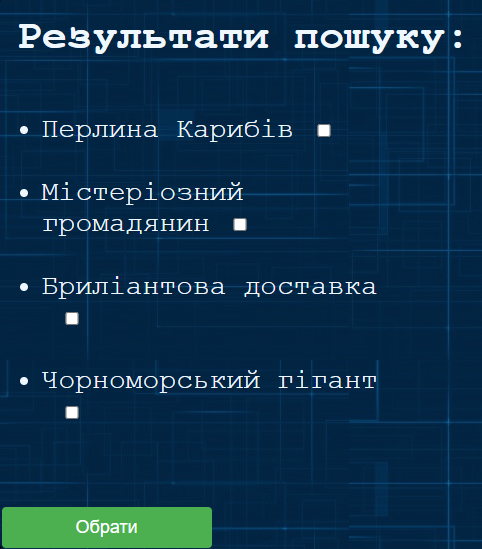 Результати пошуку:
Перлина Карибів
Містеріозний
громадянин
Бриліантова доставка
Чорноморський гігант
Обрати